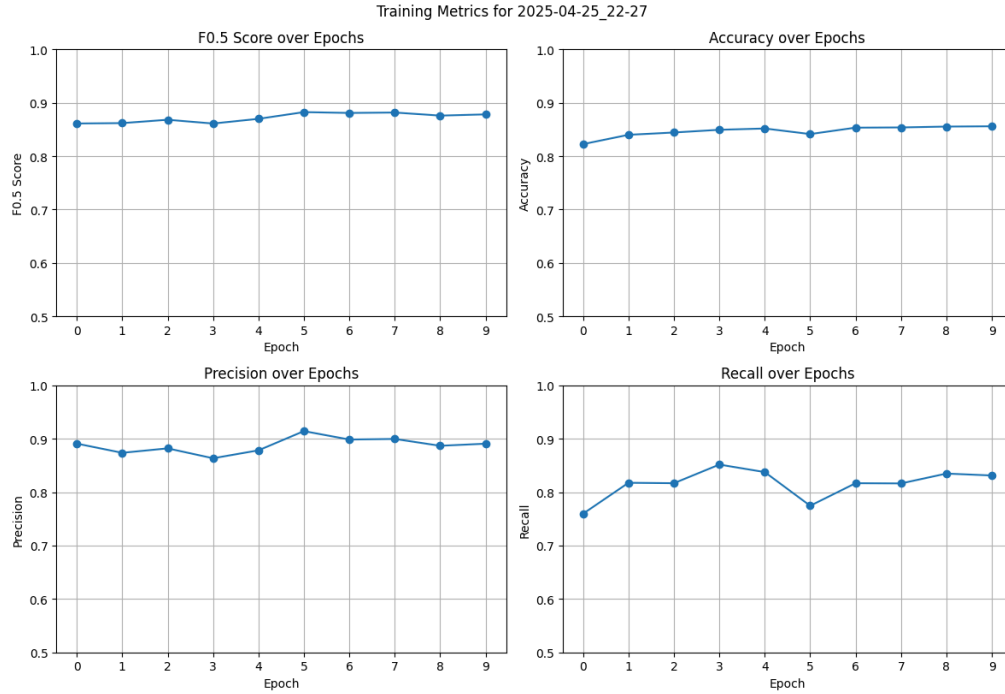 Training Metrics for 2025-04-25_22-27
F0.5 Score over Epochs
1.0
0.9
0.8
0.7
0.6
0.5
F0.5 Score
0 1 2 3 4 5 6 7 8 9
Epoch
Accuracy over Epochs
1.0
0.9
0.8
0.7
0.6
0.5
Accuracy
0 1 2 3 4 5 6 7 8 9
Epoch
Precision over Epochs
1.0
0.9
0.8
0.7
0.6
0.5
Precision
0 1 2 3 4 5 6 7 8 9
Epoch
Recall over Epochs
1.0
0.9
0.8
0.7
0.6
0.5
Recall
0 1 2 3 4 5 6 7 8 9
Epoch